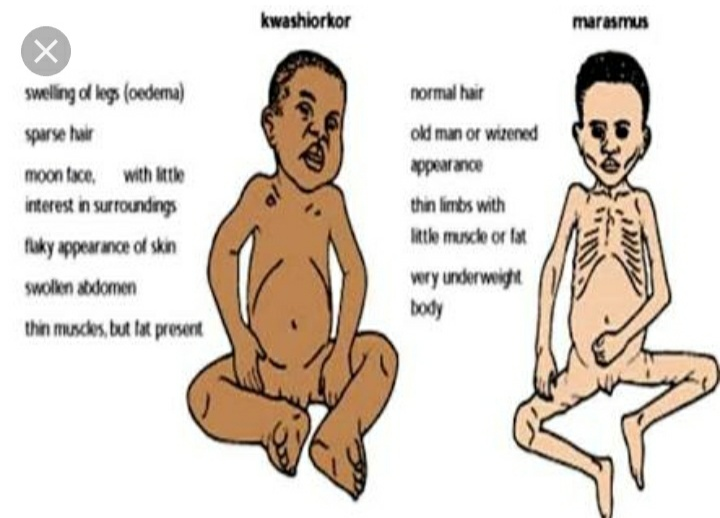 kwashiorkor
swelling of legs (oedema)
sparse hair
moon face, with little
interest in surroundings
flaky appearance of skin
swollen abdomen
thin muscles, but fat present
marasmus
normal hair
old man or wizened
appearance
thin limbs with
little muscle or fat
very underweight
body